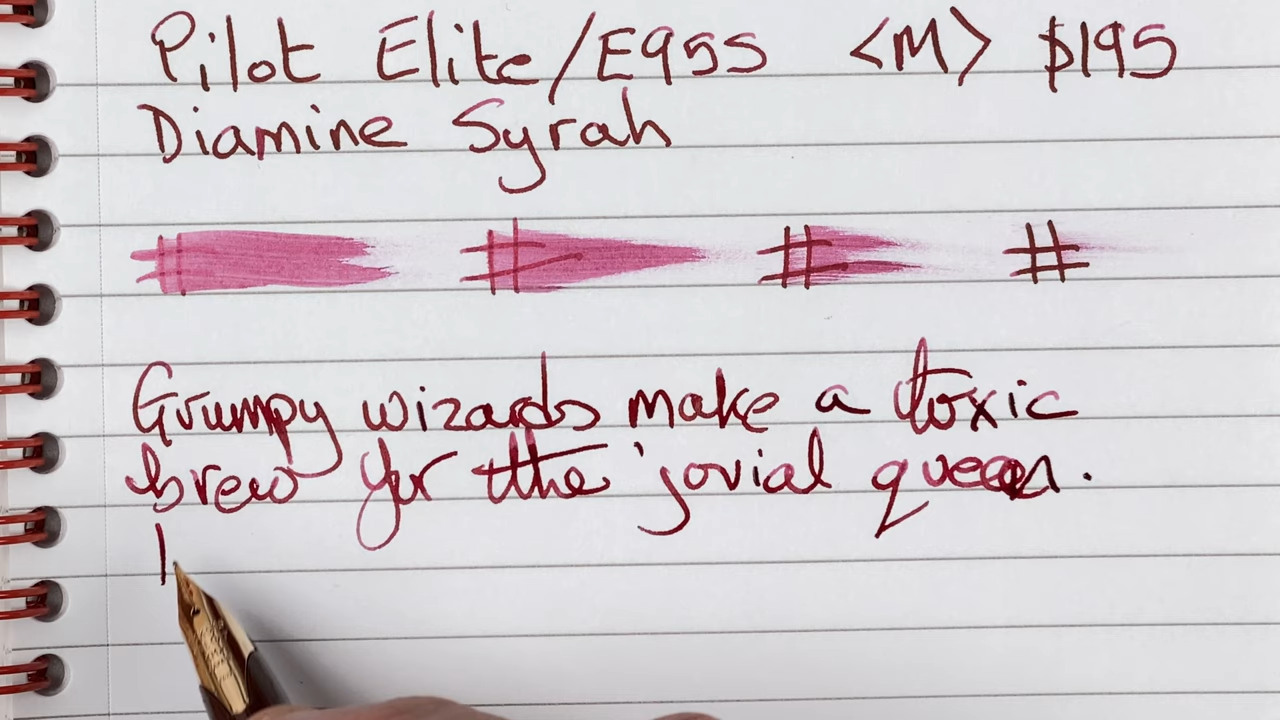 Pilot Elite/E95S <M> $195
Diamine Syrah
# # # #
Grumpy wizards make a toxic
brew for the jovial queen.